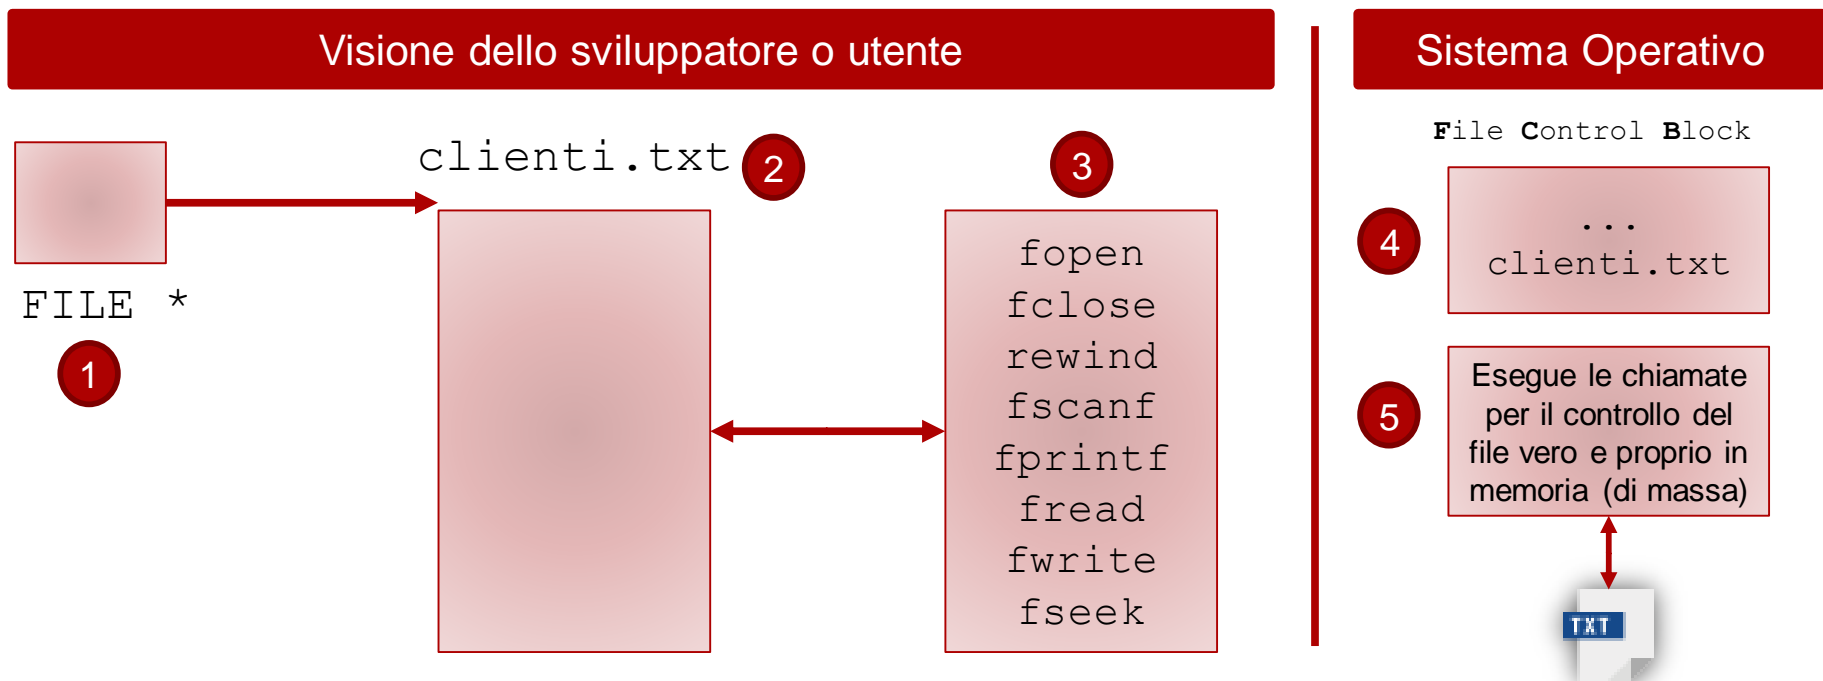 Visione dello sviluppatore o utente
FILE *
1
clienti.txt
2
3
fopen
fclose
rewind
fscanf
fprintf
fread
fwrite
fseek
Sistema Operativo
File Control Block
4
...
clienti.txt
5
Esegue le chiamate
per il controllo del
file vero e proprio in
memoria (di massa)
TXT